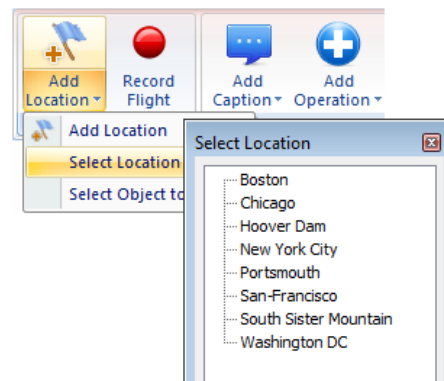 Add Location
Record Flight
Add Caption
Add Operation
Add Location
Select Location
Select Object to
Select Location
Boston
Chicago
Hoover Dam
New York City
Portsmouth
San-Francisco
South Sister Mountain
Washington DC